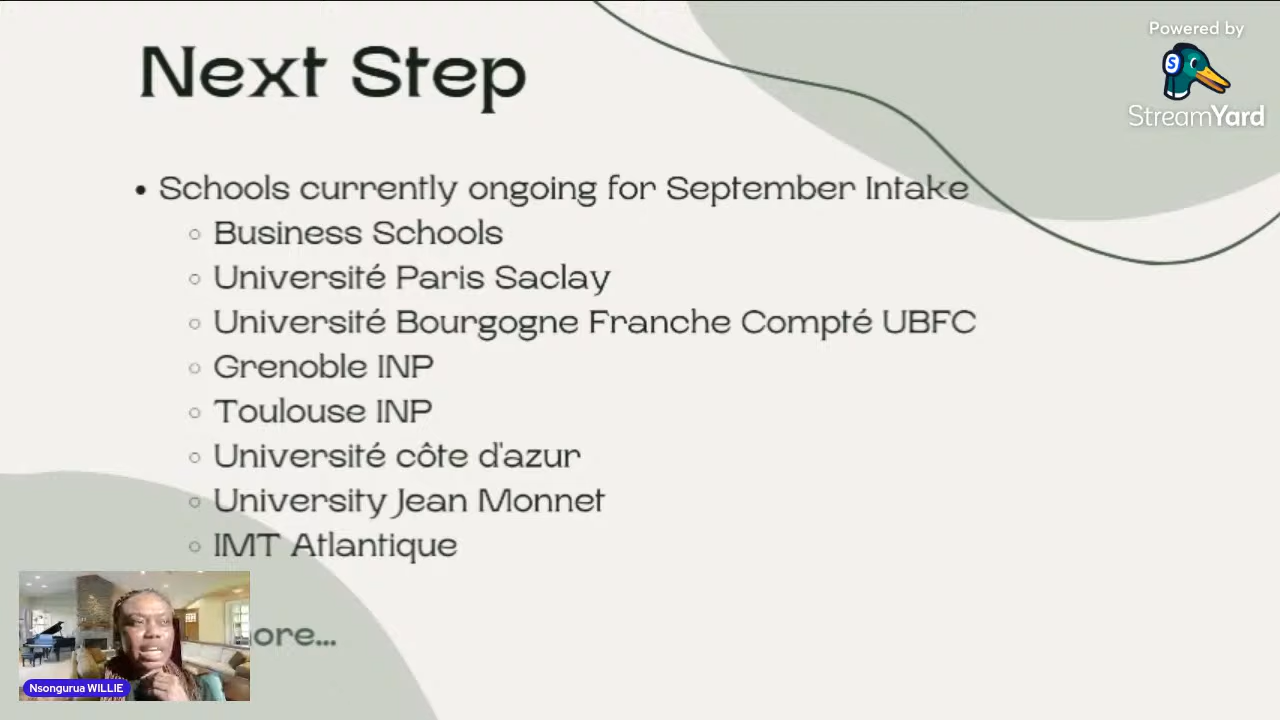 Next Step
Powered by
StreamYard
• Schools currently ongoing for September Intake
○ Business Schools
○ Université Paris Saclay
○ Université Bourgogne Franche Compté UBFC
○ Grenoble INP
○ Toulouse INP
○ Université côte d'azur
○ University Jean Monnet
○ IMT Atlantique
Nsongurua WILLIE